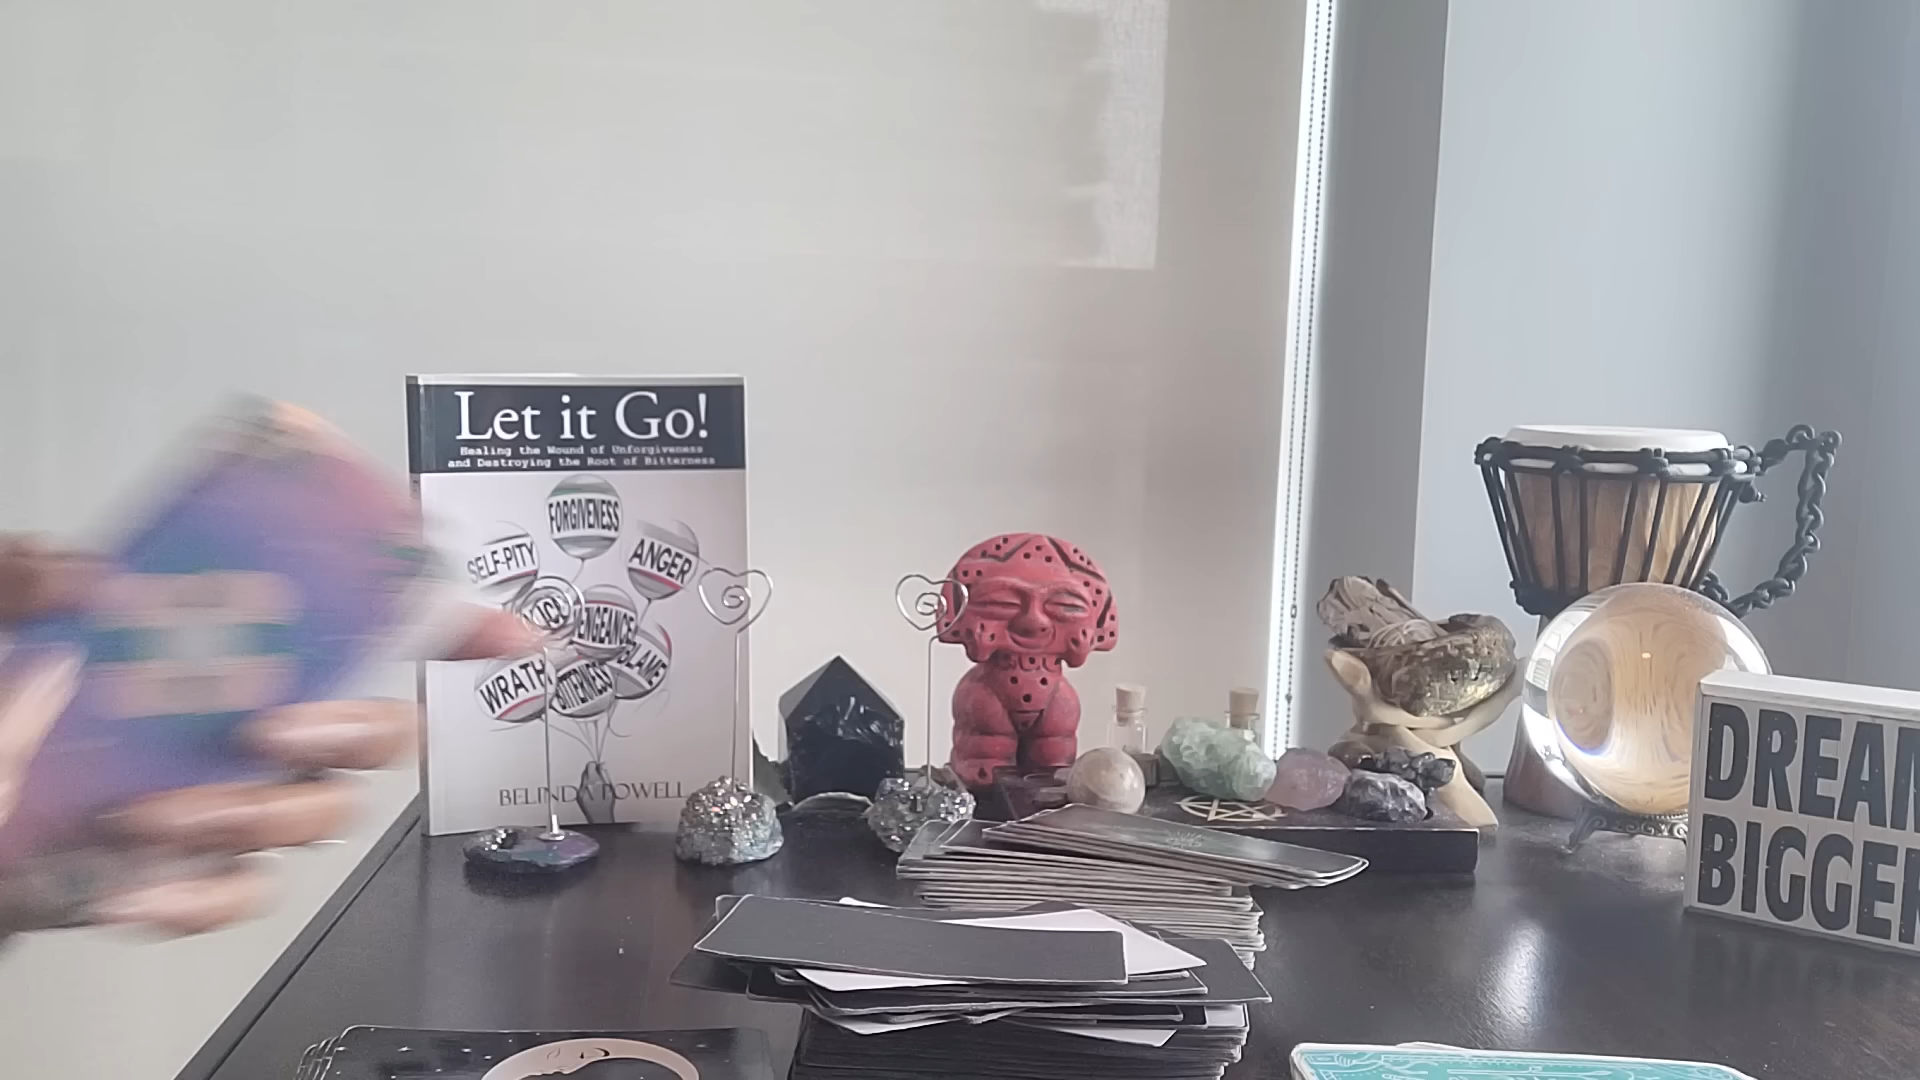 Let it Go!
Healing the Wound of Unforgiveness
and Destroying the Root of Bitterness
FORGIVENESS
SELF-PITY
ANGER
VENGEANCE
BLAME
WRATH
BITTERNESS
BELINDA POWELL
DREAM
BIGGER